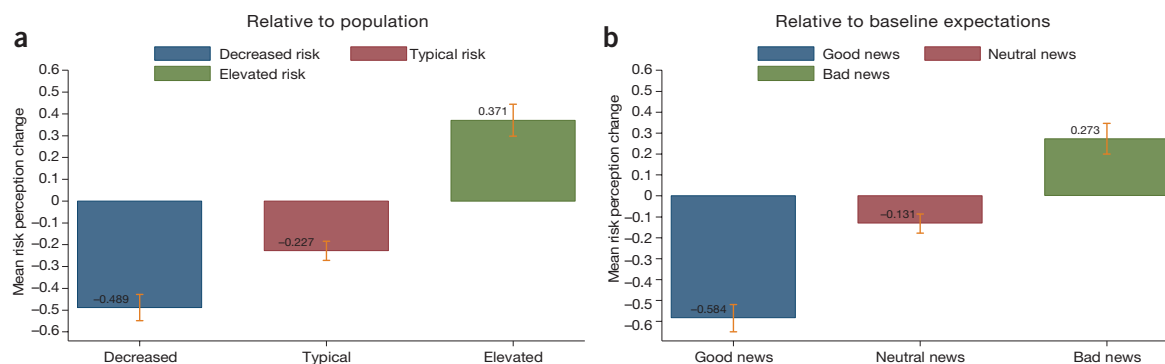 a
Relative to population
Decreased risk
Typical risk
Elevated risk
Mean risk perception change
0.6
0.5
0.4
0.3
0.2
0.1
0
–0.1
–0.2
–0.3
–0.4
–0.5
–0.6
–0.489
–0.227
0.371
Decreased
Typical
Elevated
b
Relative to baseline expectations
Good news
Neutral news
Bad news
Mean risk perception change
0.6
0.5
0.4
0.3
0.2
0.1
0
–0.1
–0.2
–0.3
–0.4
–0.5
–0.6
–0.584
–0.131
0.273
Good news
Neutral news
Bad news